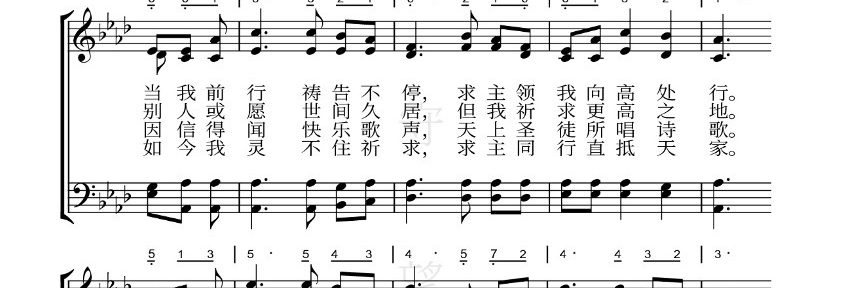 当我前行 祷告不停，求主领我向高处行。
别人或愿世间久居，但我祈求更高之地。
因信得闻快乐歌声，天上圣徒所唱诗歌。
如今我灵不住祈求，求主同行直抵天家。
5 1 3 5· 5 4 3 4· 5 7 2 4· 4 3 2 3·